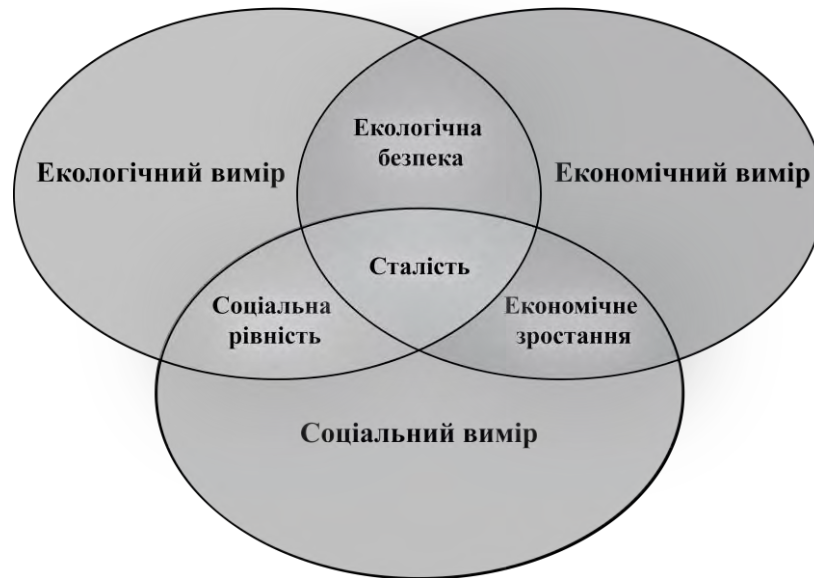 Екологічна
безпека
Екологічний вимір
Економічний вимір
Сталість
Соціальна
рівність
Економічне
зростання
Соціальний вимір